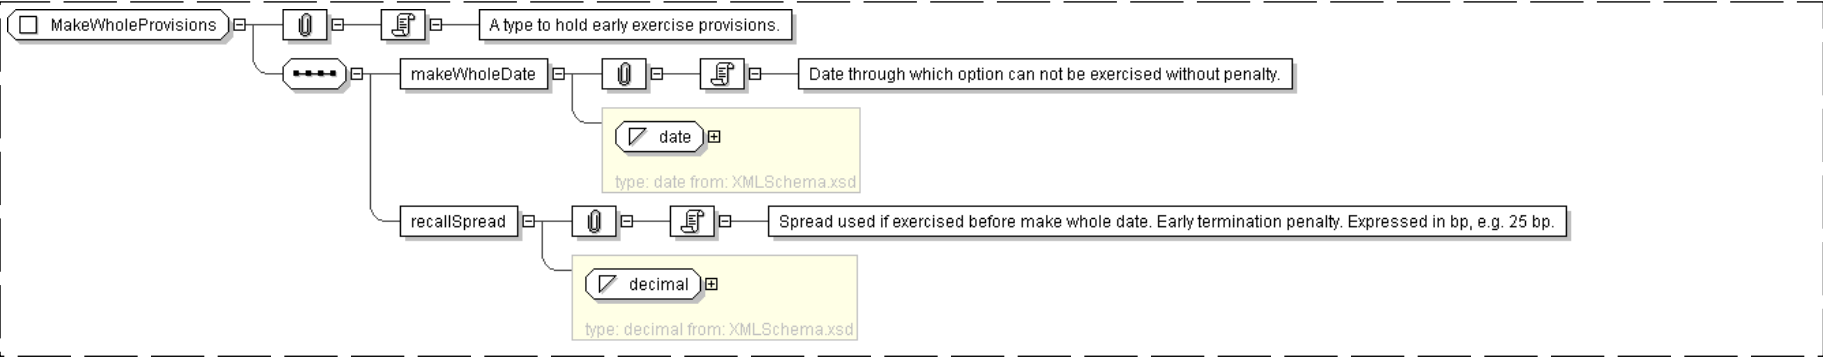 MakeWholeProvisions
A type to hold early exercise provisions.
makeWholeDate
Date through which option can not be exercised without penalty.
date
type: date from: XMLSchema.xsd
recallSpread
Spread used if exercised before make whole date. Early termination penalty. Expressed in bp, e.g. 25 bp.
decimal
type: decimal from: XMLSchema.xsd